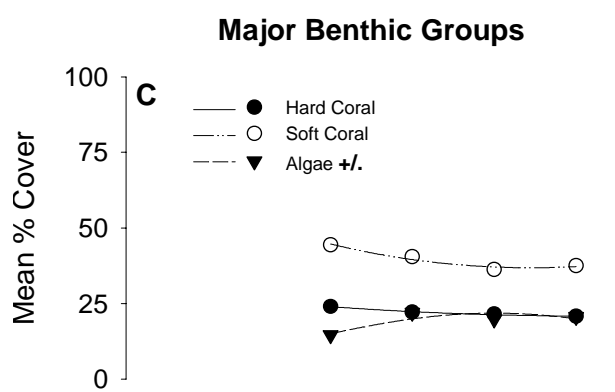 Major Benthic Groups
100
C
Hard Coral
Soft Coral
Algae +/.
75
50
25
0
Mean % Cover